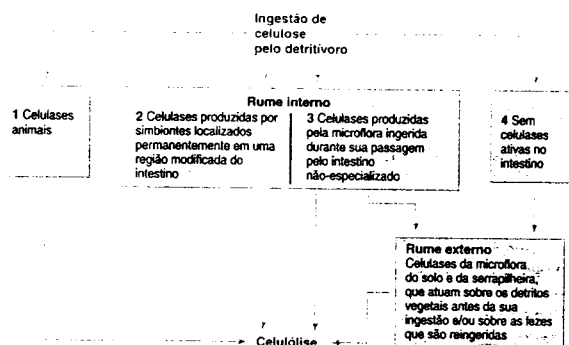 Ingestão de
celulose
pelo detritívoro
1 Celulases
animais
Rume interno
2 Celulases produzidas por
simbiontes localizados
permanentemente em uma
região modificada do
intestino
3 Celulases produzidas
pela microflora ingerida
durante sua passagem
pelo intestino
não-especializado
4 Sem
celulases
ativas no
intestino
Rume externo
Celulases da microflora
do solo e da serrapilheira,
que atuam sobre os detritos
vegetais antes da sua
ingestão e/ou sobre as fezes
que são reingeridas
Celulólise